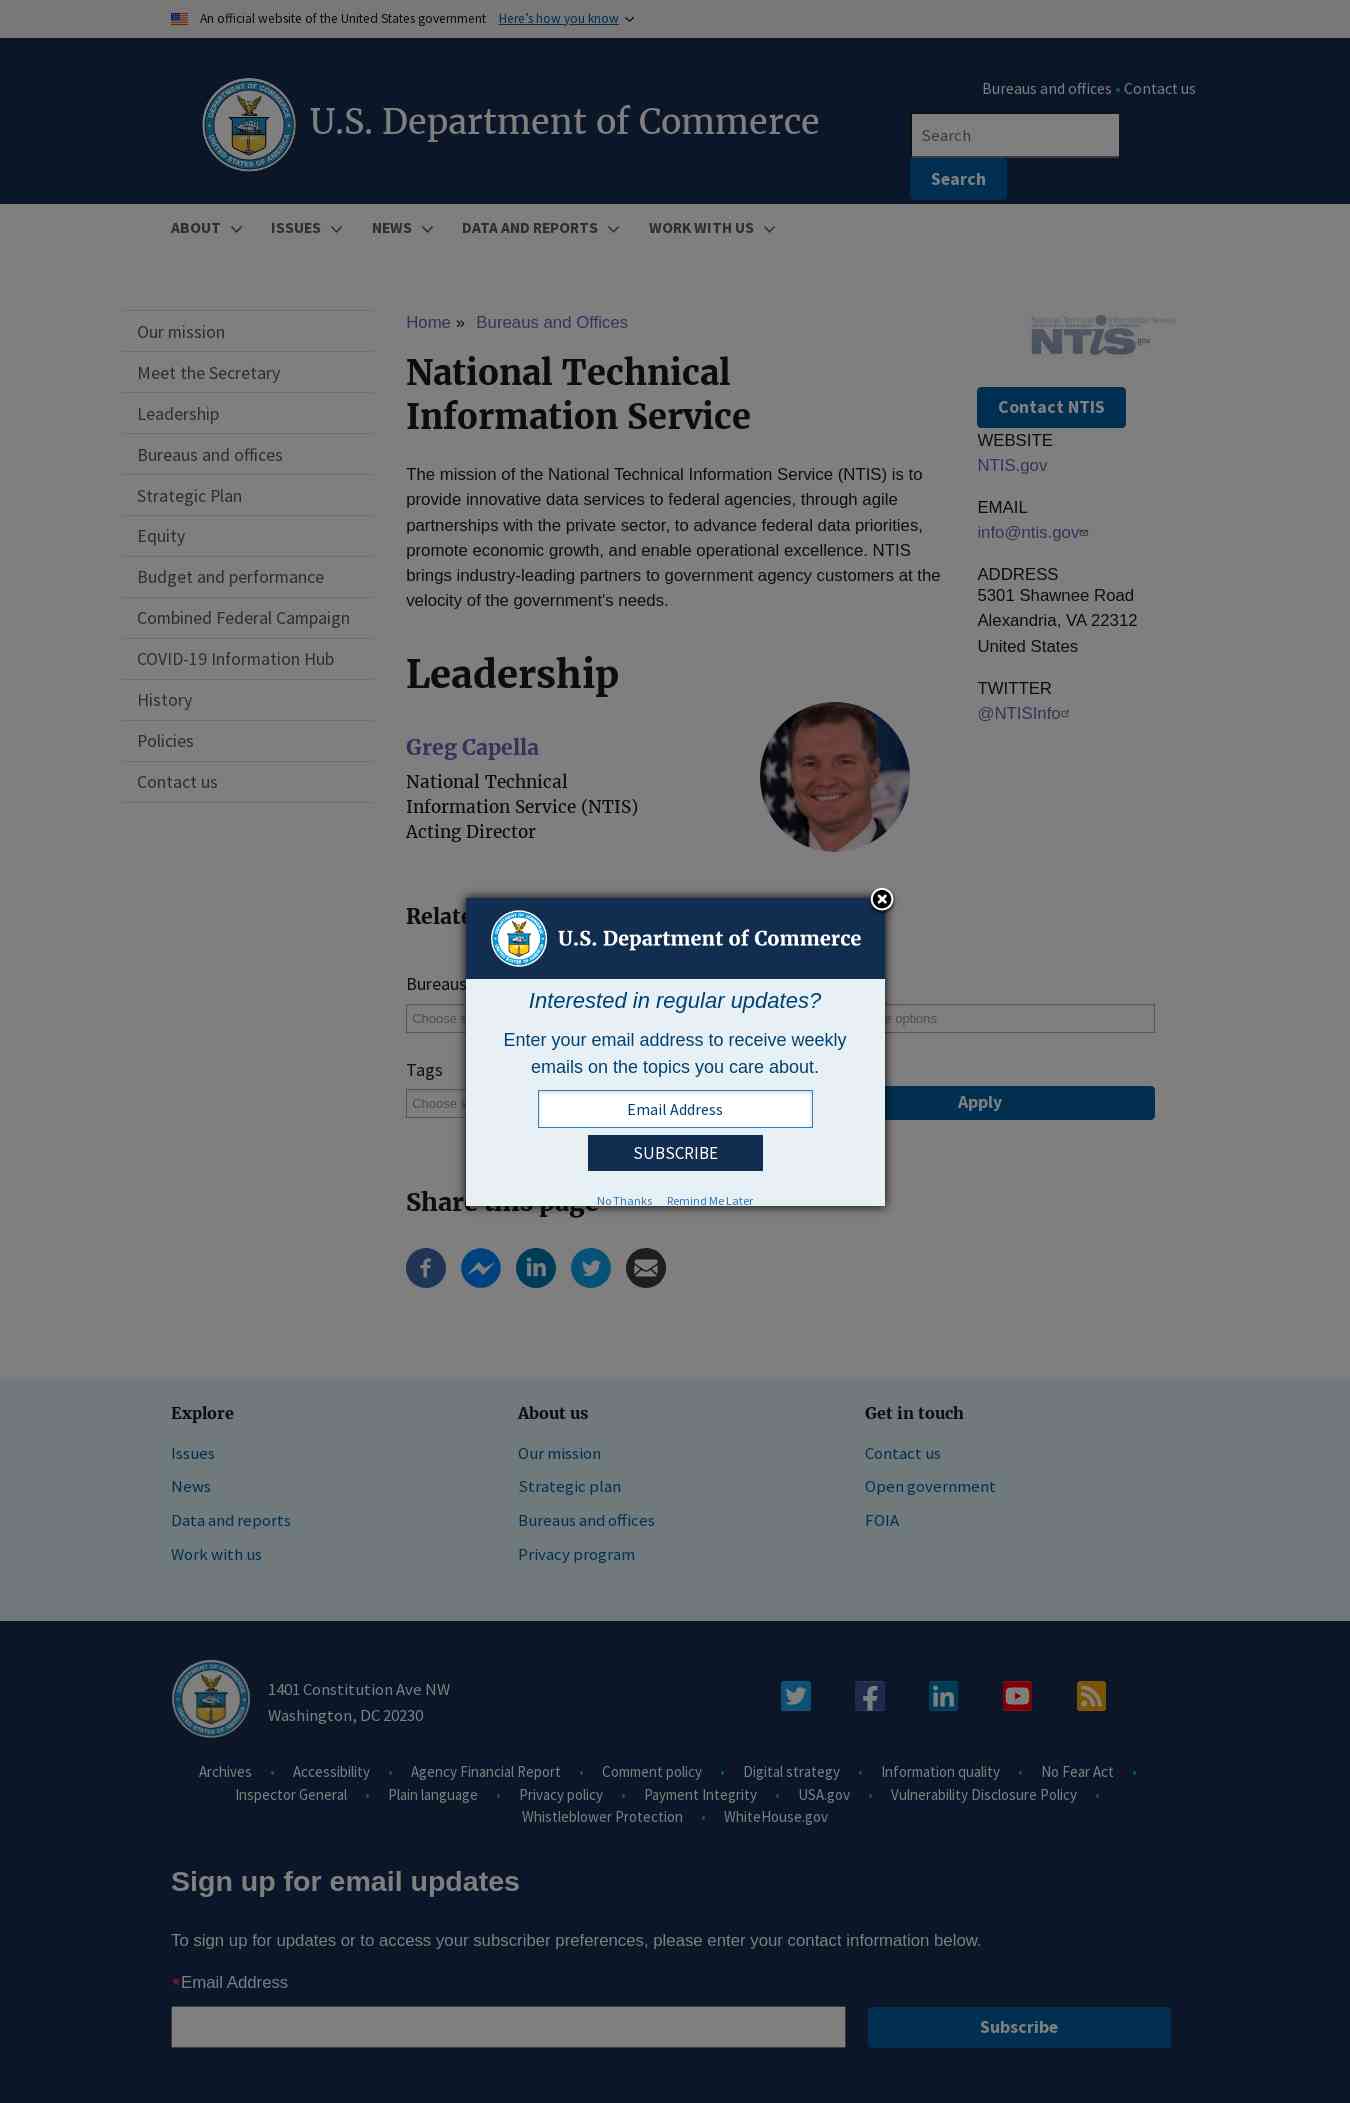 An official website of the United States government Here's how you know
Bureaus and offices • Contact us
U.S. Department of Commerce
Search
Search
ABOUT
ISSUES
NEWS
DATA AND REPORTS
WORK WITH US
Our mission
Meet the Secretary
Leadership
Bureaus and offices
Strategic Plan
Equity
Budget and performance
Combined Federal Campaign
COVID-19 Information Hub
History
Policies
Contact us
Home » Bureaus and Offices
National Technical
Information Service
The mission of the National Technical Information Service (NTIS) is to
provide innovative data services to federal agencies, through agile
partnerships with the private sector, to advance federal data priorities,
promote economic growth, and enable operational excellence. NTIS
brings industry-leading partners to government agency customers at the
velocity of the government's needs.
Leadership
Greg Capella
National Technical
Information Service (NTIS)
Acting Director
National Technical Information Service
NTIS
.gov
Contact NTIS
WEBSITE
NTIS.gov
EMAIL
info@ntis.gov
ADDRESS
5301 Shawnee Road
Alexandria, VA 22312
United States
TWITTER
@NTISInfo
Relate
Bureaus
Choose
options
Tags
Choose
Apply
U.S. Department of Commerce
Interested in regular updates?
Enter your email address to receive weekly
emails on the topics you care about.
Email Address
SUBSCRIBE
No Thanks Remind Me Later
Share this page
Explore
Issues
News
Data and reports
Work with us
About us
Our mission
Strategic plan
Bureaus and offices
Privacy program
Get in touch
Contact us
Open government
FOIA
1401 Constitution Ave NW
Washington, DC 20230
Archives • Accessibility • Agency Financial Report • Comment policy • Digital strategy • Information quality • No Fear Act •
Inspector General • Plain language • Privacy policy • Payment Integrity • USA.gov • Vulnerability Disclosure Policy •
Whistleblower Protection • WhiteHouse.gov
Sign up for email updates
To sign up for updates or to access your subscriber preferences, please enter your contact information below.
*Email Address
Subscribe